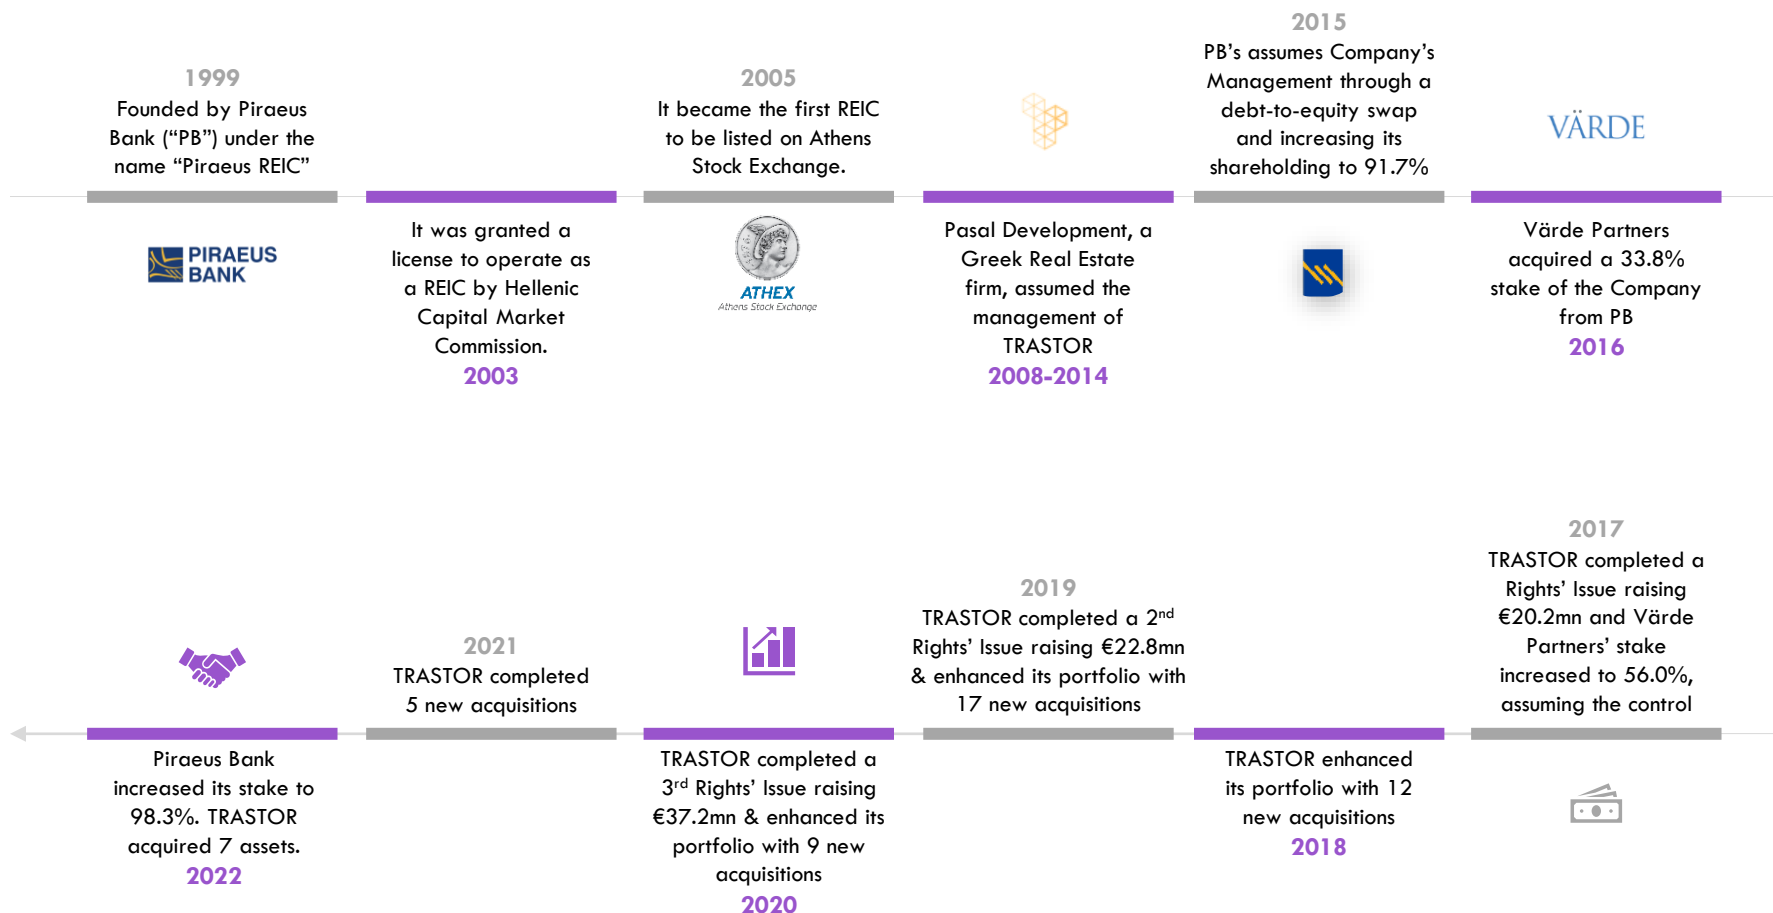 1999
Founded by Piraeus
Bank (“PB”) under the
name “Piraeus REIC”
PIRAEUS
BANK
It was granted a
license to operate as
a REIC by Hellenic
Capital Market
Commission.
2003
2005
It became the first REIC
to be listed on Athens
Stock Exchange.
ATHEX
Athens Stock Exchange
Pasal Development, a
Greek Real Estate
firm, assumed the
management of
TRASTOR
2008-2014
2015
PB’s assumes Company’s
Management through a
debt-to-equity swap
and increasing its
shareholding to 91.7%
VÄRDE
Värde Partners
acquired a 33.8%
stake of the Company
from PB
2016
2017
TRASTOR completed a
Rights’ Issue raising
€20.2mn and Värde
Partners’ stake
increased to 56.0%,
assuming the control
TRASTOR enhanced
its portfolio with 12
new acquisitions
2018
2019
TRASTOR completed a 2nd
Rights’ Issue raising €22.8mn
& enhanced its portfolio with
17 new acquisitions
TRASTOR completed a
3rd Rights’ Issue raising
€37.2mn & enhanced its
portfolio with 9 new
acquisitions
2020
2021
TRASTOR completed
5 new acquisitions
Piraeus Bank
increased its stake to
98.3%. TRASTOR
acquired 7 assets.
2022